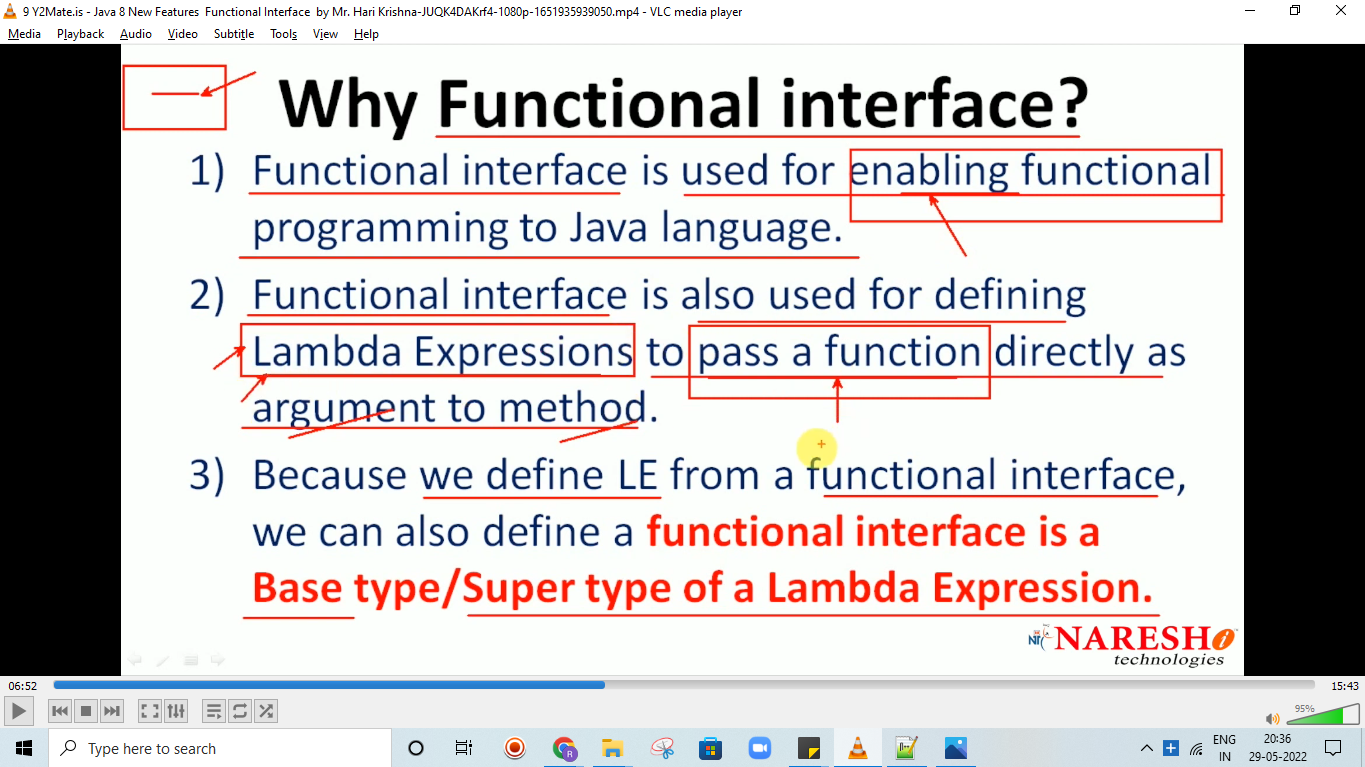 9 Y2Mate.is - Java 8 New Features  Functional Interface  by Mr. Hari Krishna-JUQK4DAKrf4-1080p-1651935939050.mp4 - VLC media player
Media Playback Audio Video Subtitle Tools View Help
Why Functional interface?
1) Functional interface is used for enabling functional
programming to Java language.
2) Functional interface is also used for defining
Lambda Expressions to pass a function directly as
argument to method.
3) Because we define LE from a functional interface,
we can also define a functional interface is a
Base type/Super type of a Lambda Expression.
NARESH i
technologies
06:52
15:43
95%
Type here to search
ENG
IN
20:36
29-05-2022